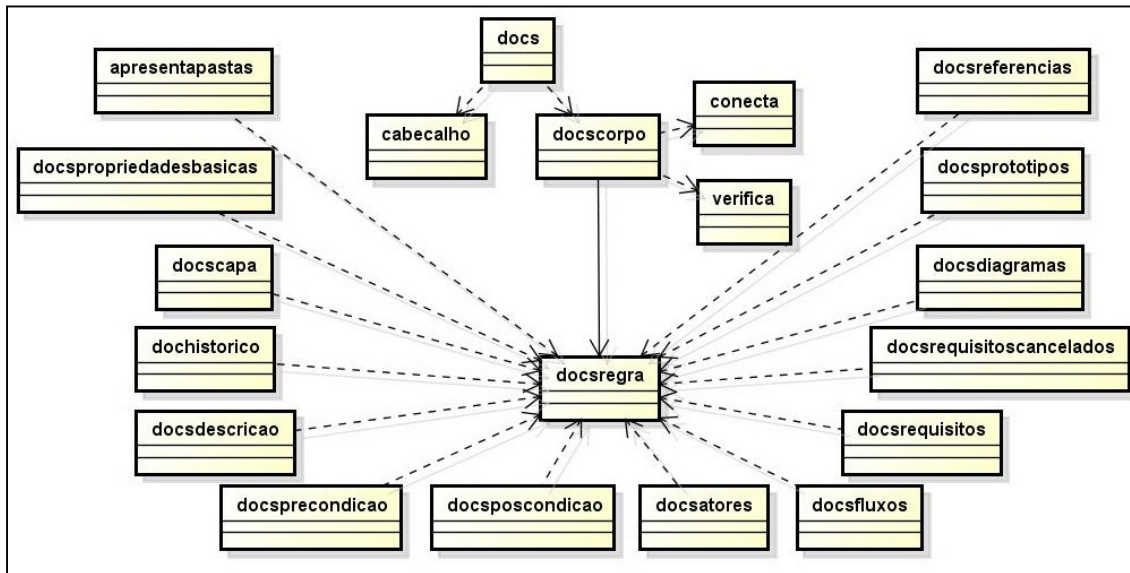 docs
apresentapastas
docsreferencias
conecta
cabecalho
docscorpo
docspropriedadesbasicas
docsprototipos
verifica
docscapa
docsdiagramas
dochistorico
docsrequisitoscancelados
docsregra
docsdescricao
docsrequisitos
docsprecondicao
docsposcondicao
docsatores
docsfluxos